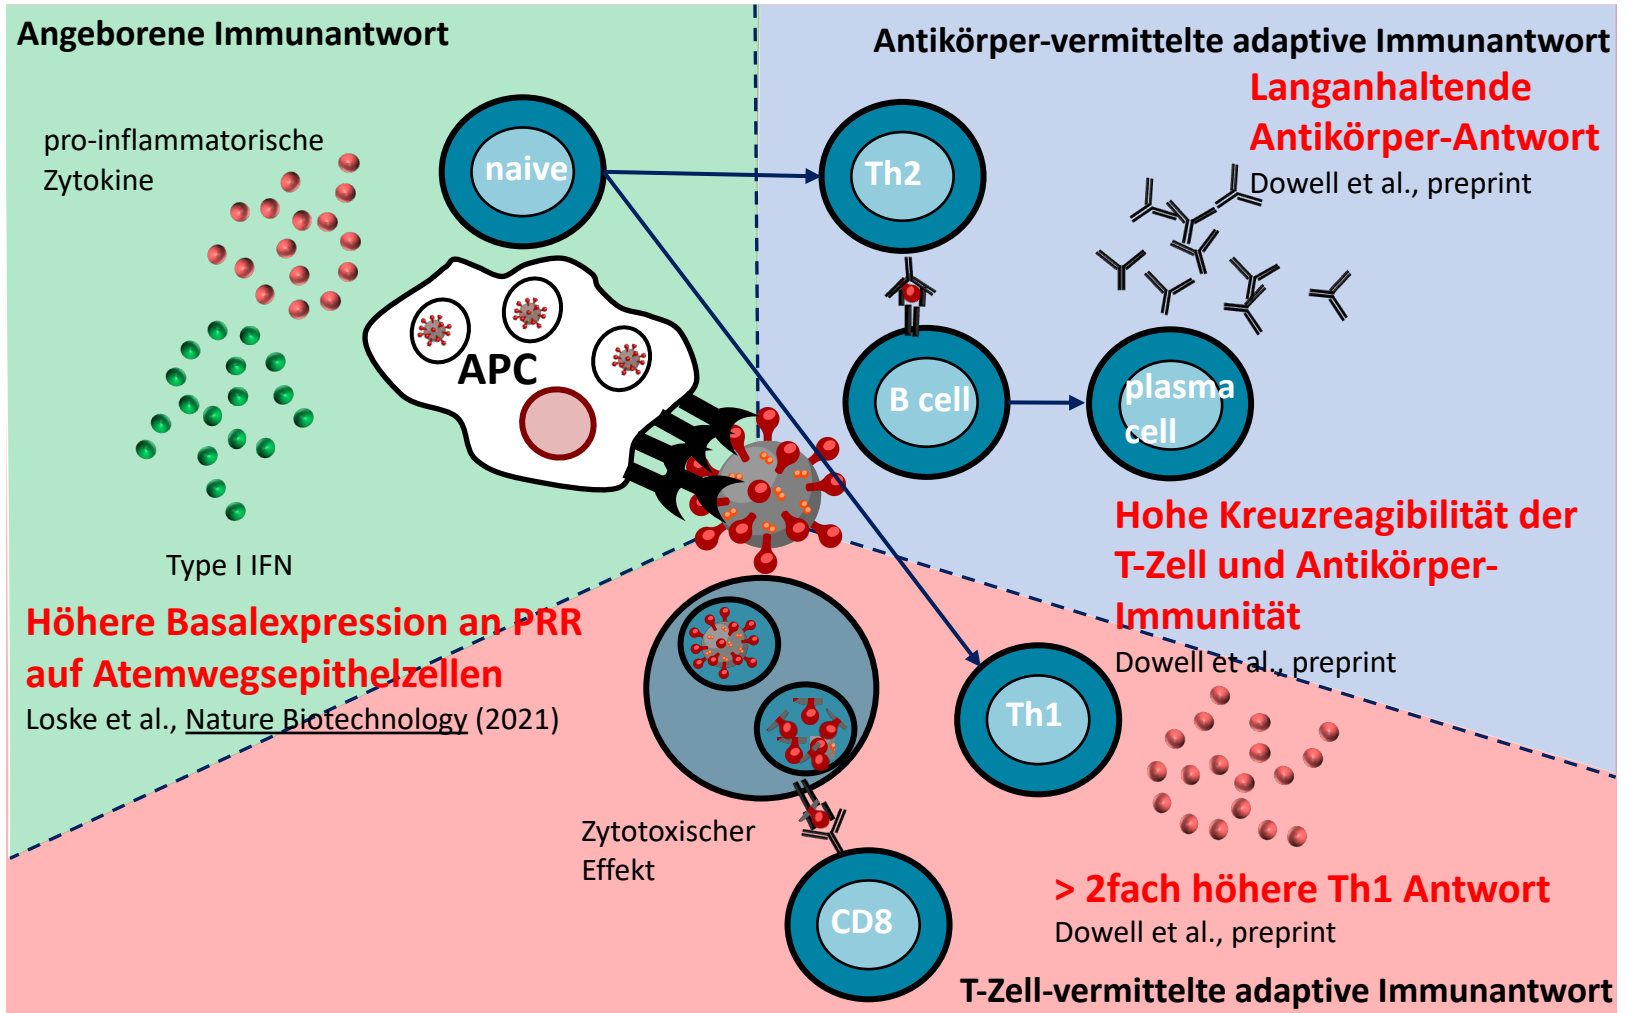 Angeborene Immunantwort
pro-inflammatorische
Zytokine
naive
APC
Type I IFN
Höhere Basalexpression an PRR
auf Atemwegsepithelzellen
Loske et al., Nature Biotechnology (2021)
Antikörper-vermittelte adaptive Immunantwort
Langanhaltende
Antikörper-Antwort
Dowell et al., preprint
Th2
B cell
plasma
cell
Hohe Kreuzreagibilität der
T-Zell und Antikörper-
Immunität
Dowell et al., preprint
Th1
Zytotoxischer
Effekt
CD8
> 2fach höhere Th1 Antwort
Dowell et al., preprint
T-Zell-vermittelte adaptive Immunantwort